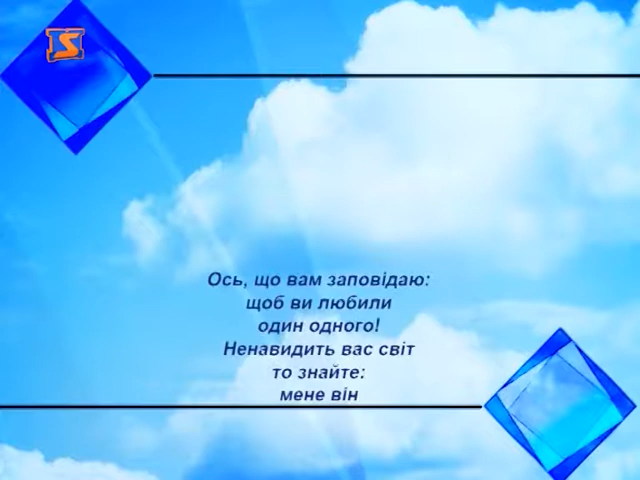 Ось, що вам заповідаю:
щоб ви любили
один одного!
Ненавидить вас світ
то знайте:
мене він